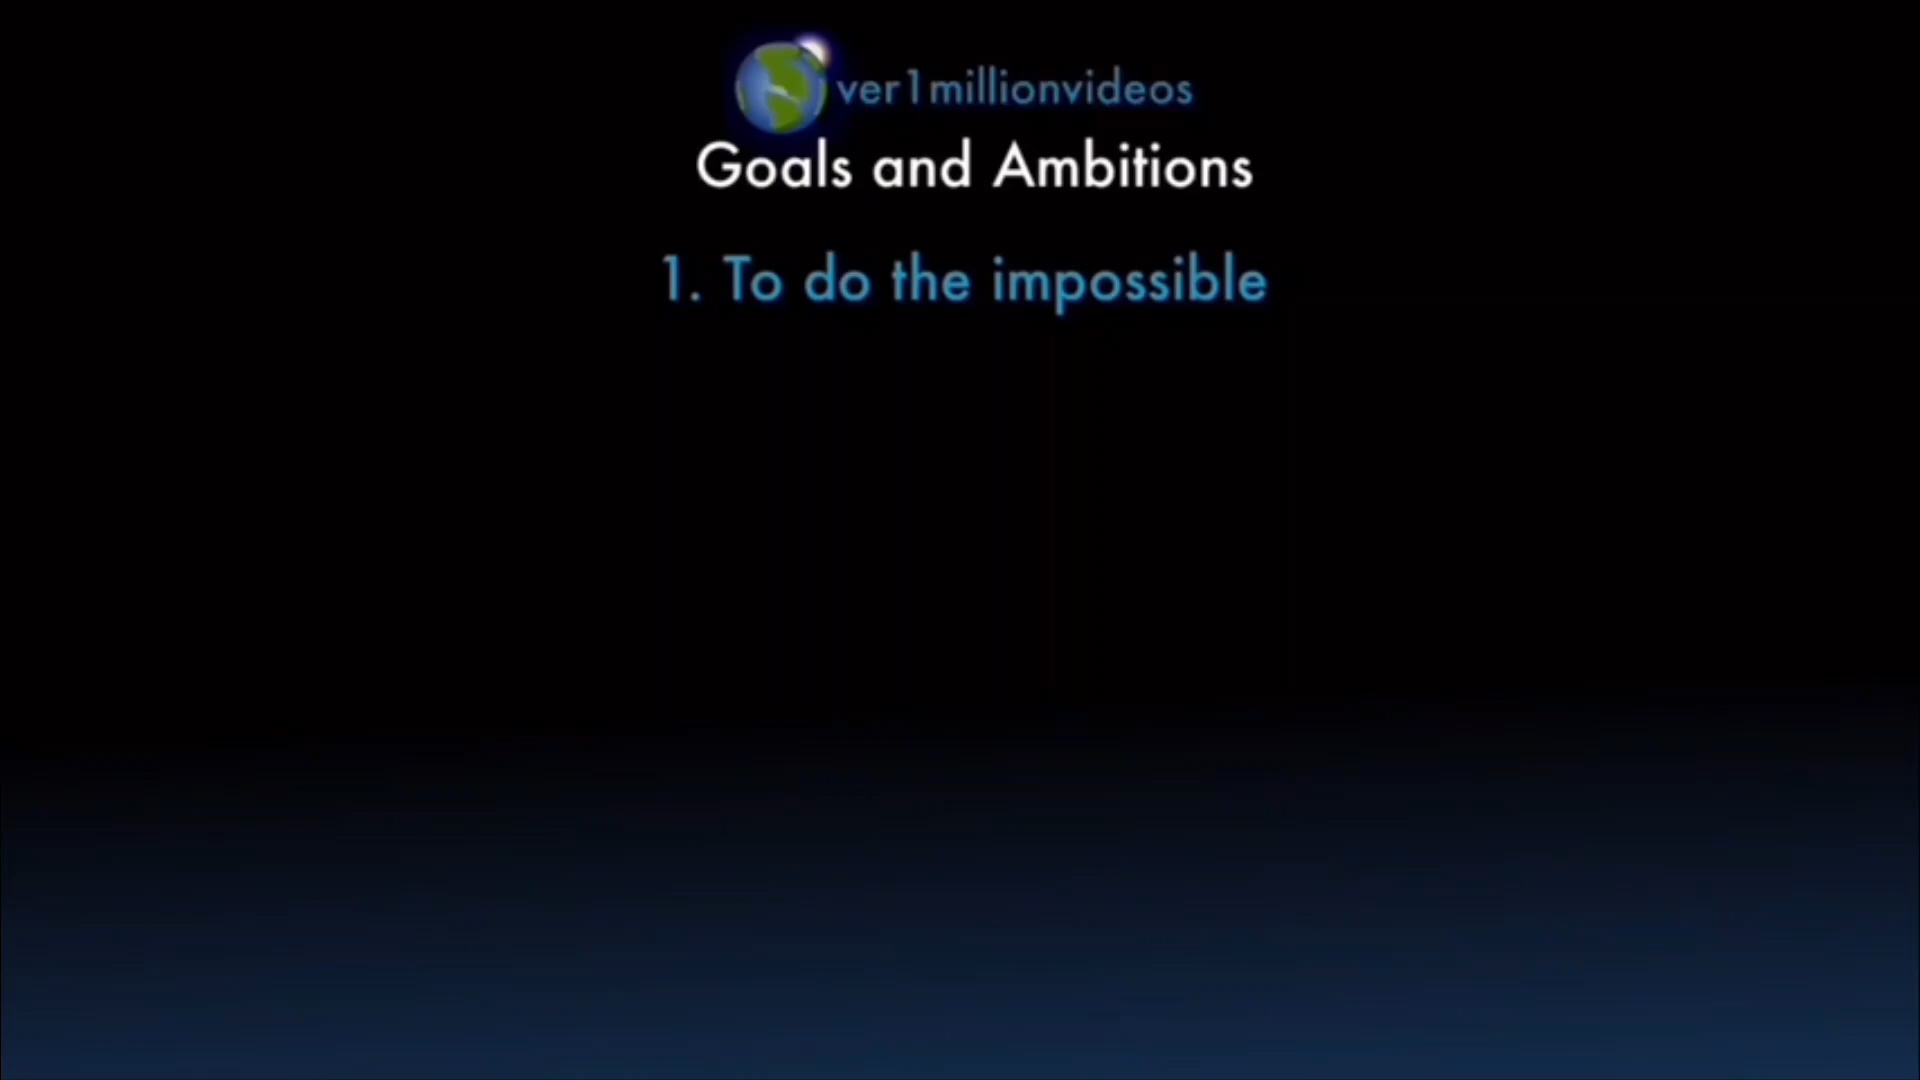 ver1millionvideos
Goals and Ambitions
1. To do the impossible